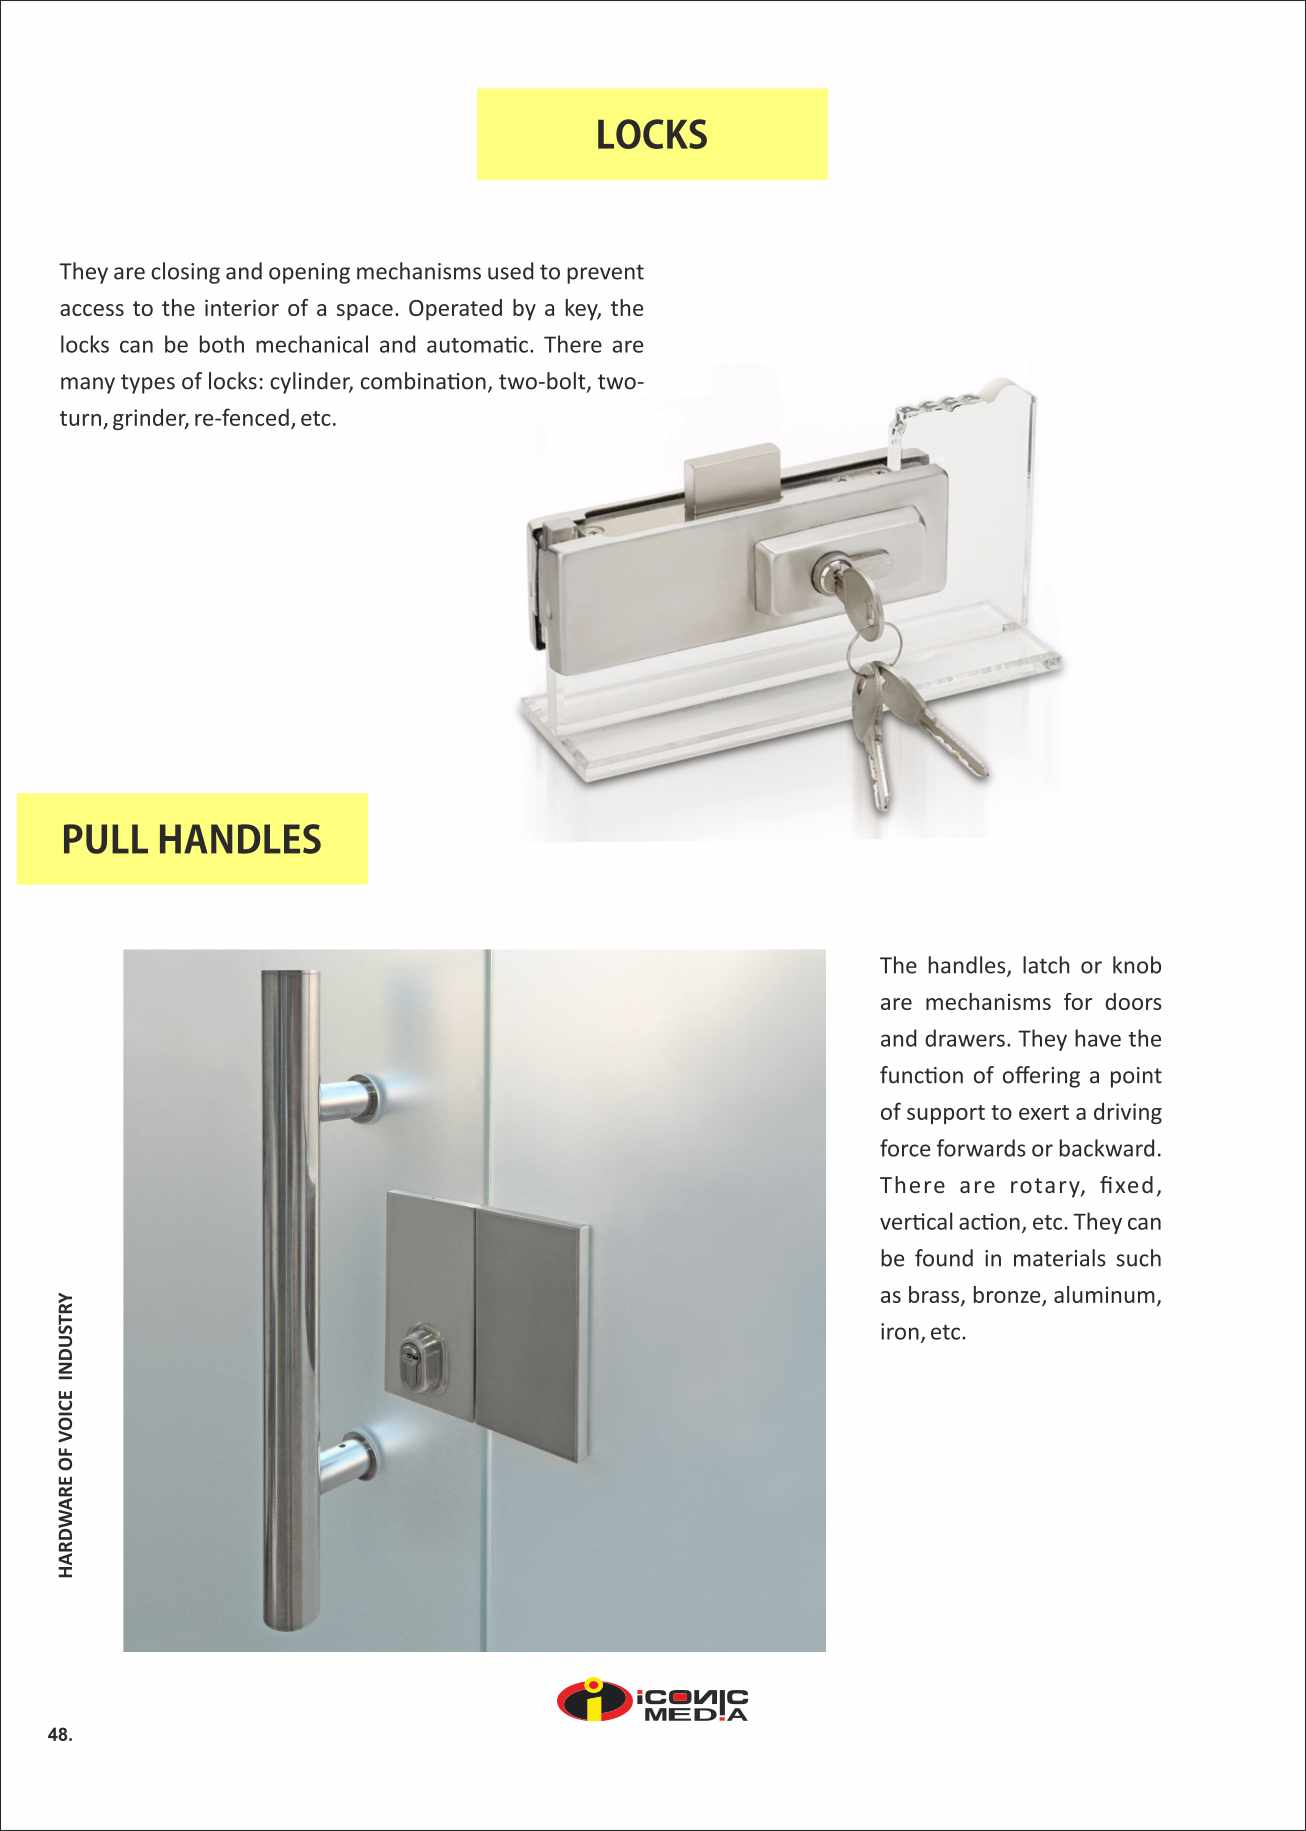 LOCKS
They are closing and opening mechanisms used to prevent
access to the interior of a space. Operated by a key, the
locks can be both mechanical and automatic. There are
many types of locks: cylinder, combination, two-bolt, two-
turn, grinder, re-fenced, etc.
PULL HANDLES
The handles, latch or knob
are mechanisms for doors
and drawers. They have the
function of offering a point
of support to exert a driving
force forwards or backward.
There are rotary, fixed,
vertical action, etc. They can
be found in materials such
as brass, bronze, aluminum,
iron, etc.
HARDWARE OF VOICE INDUSTRY
iCONIC
MEDIA
48.